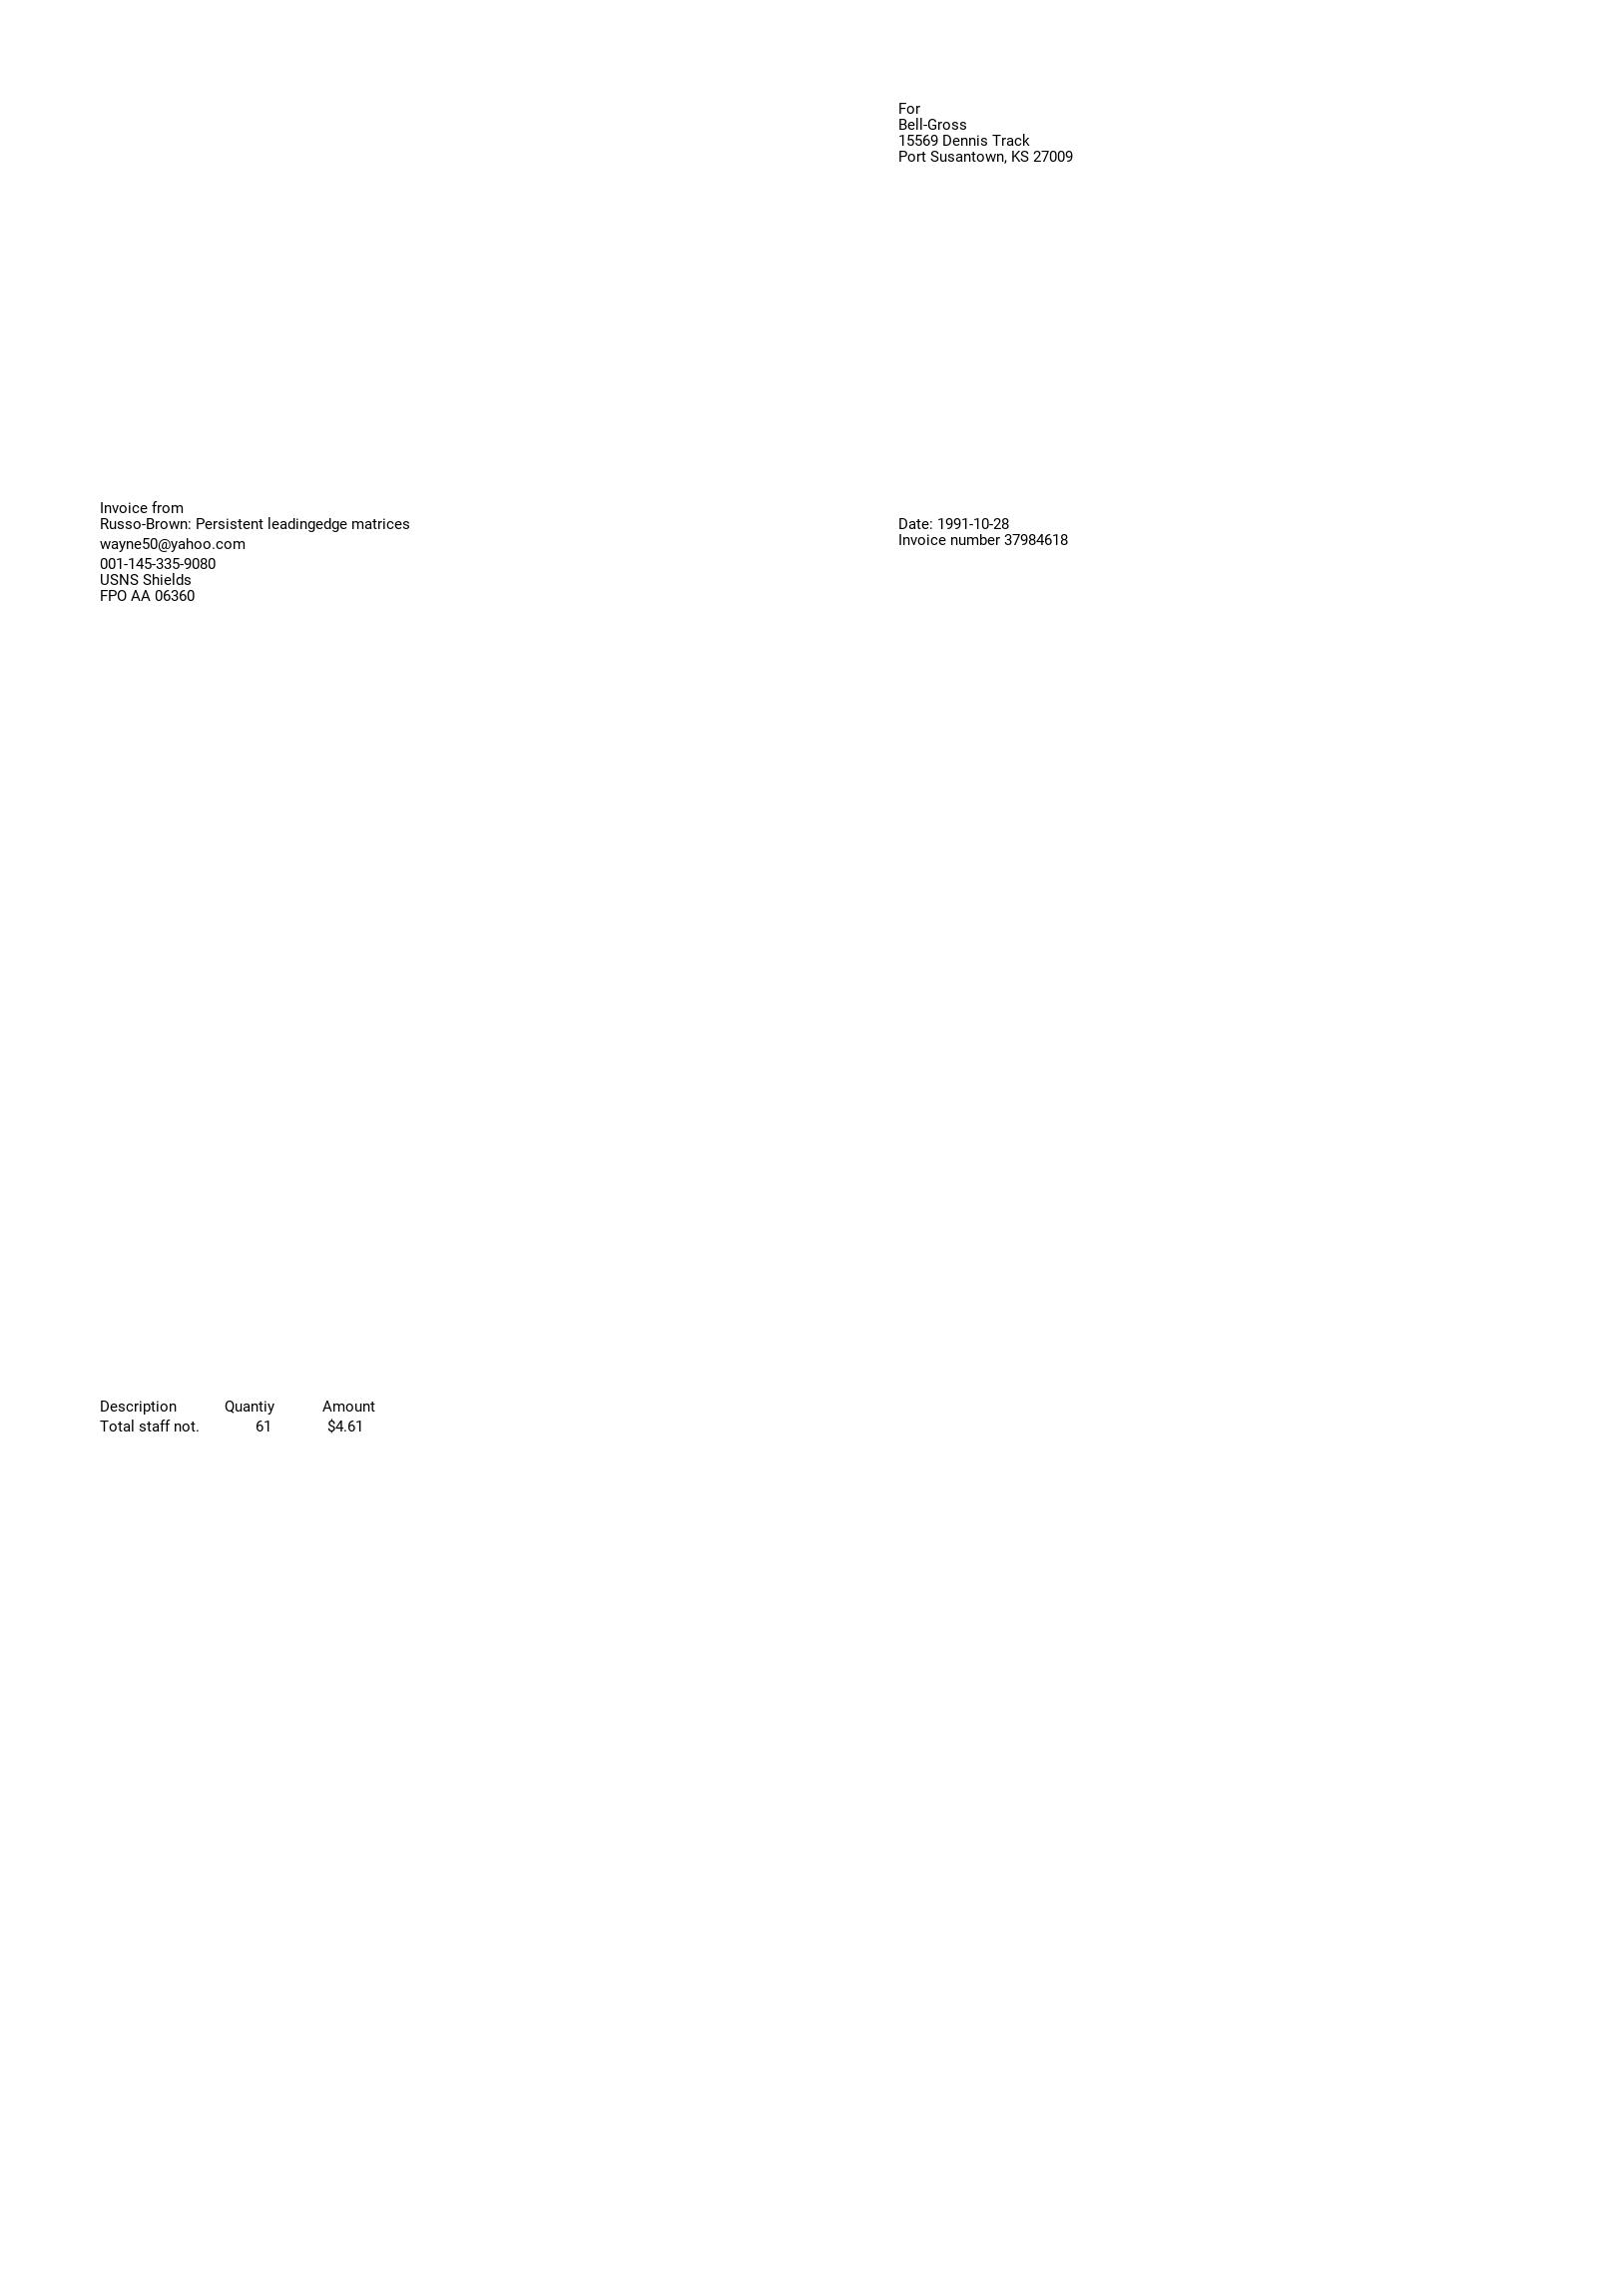 For
Bell-Gross
15569 Dennis Track
Port Susantown, KS 27009
Invoice from
Russo-Brown: Persistent leadingedge matrices
wayne50@yahoo.com
001-145-335-9080
USNS Shields
FPO AA 06360
Date: 1991-10-28
Invoice number 37984618
Description Quantiy Amount
Total staff not. 61 $4.61